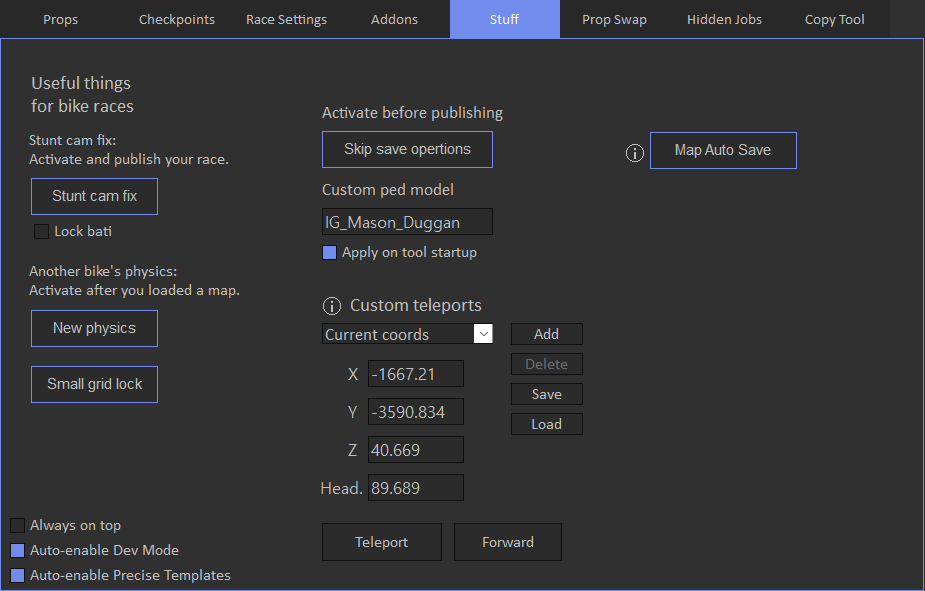 Props Checkpoints Race Settings Addons Stuff Prop Swap Hidden Jobs Copy Tool
Useful things
for bike races
Stunt cam fix:
Activate and publish your race.
Stunt cam fix
Lock bati
Another bike's physics:
Activate after you loaded a map.
New physics
Small grid lock
Always on top
Auto-enable Dev Mode
Auto-enable Precise Templates
Activate before publishing
Skip save opertions
Custom ped model
IG_Mason_Duggan
Apply on tool startup
Custom teleports
Current coords
X -1667.21
Y -3590.834
Z 40.669
Head. 89.689
Add
Delete
Save
Load
Teleport Forward
Map Auto Save